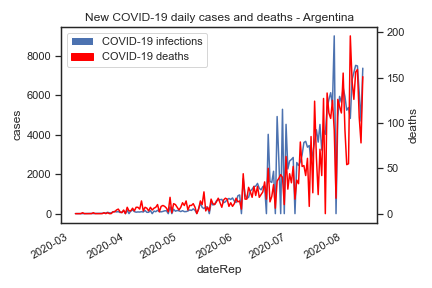 New COVID-19 daily cases and deaths - Argentina
COVID-19 infections
COVID-19 deaths
8000
6000
4000
2000
0
cases
200
150
100
50
0
deaths
2020-03
2020-04
2020-05
2020-06
2020-07
2020-08
dateRep